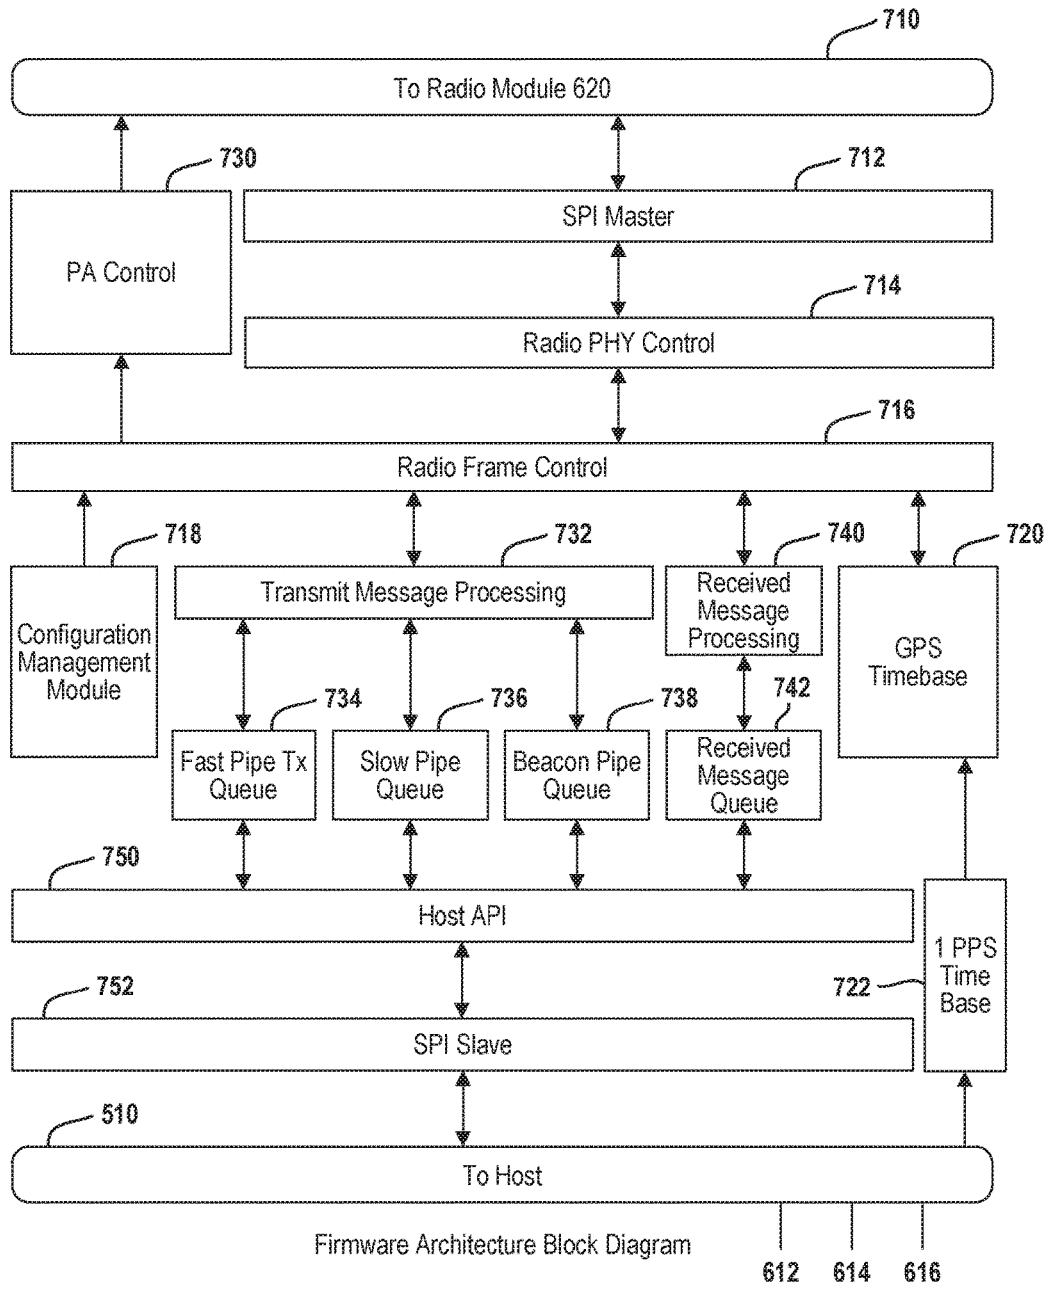 710
To Radio Module 620
730
712
SPI Master
PA Control
714
Radio PHY Control
716
Radio Frame Control
718
732
740
720
Configuration
Management
Module
Transmit Message Processing
Received
Message
Processing
GPS
Timebase
734
736
738
742
Fast Pipe Tx
Queue
Slow Pipe
Queue
Beacon Pipe
Queue
Received
Message
Queue
750
Host API
1 PPS
Time
Base
722
752
SPI Slave
510
To Host
Firmware Architecture Block Diagram
612
614
616